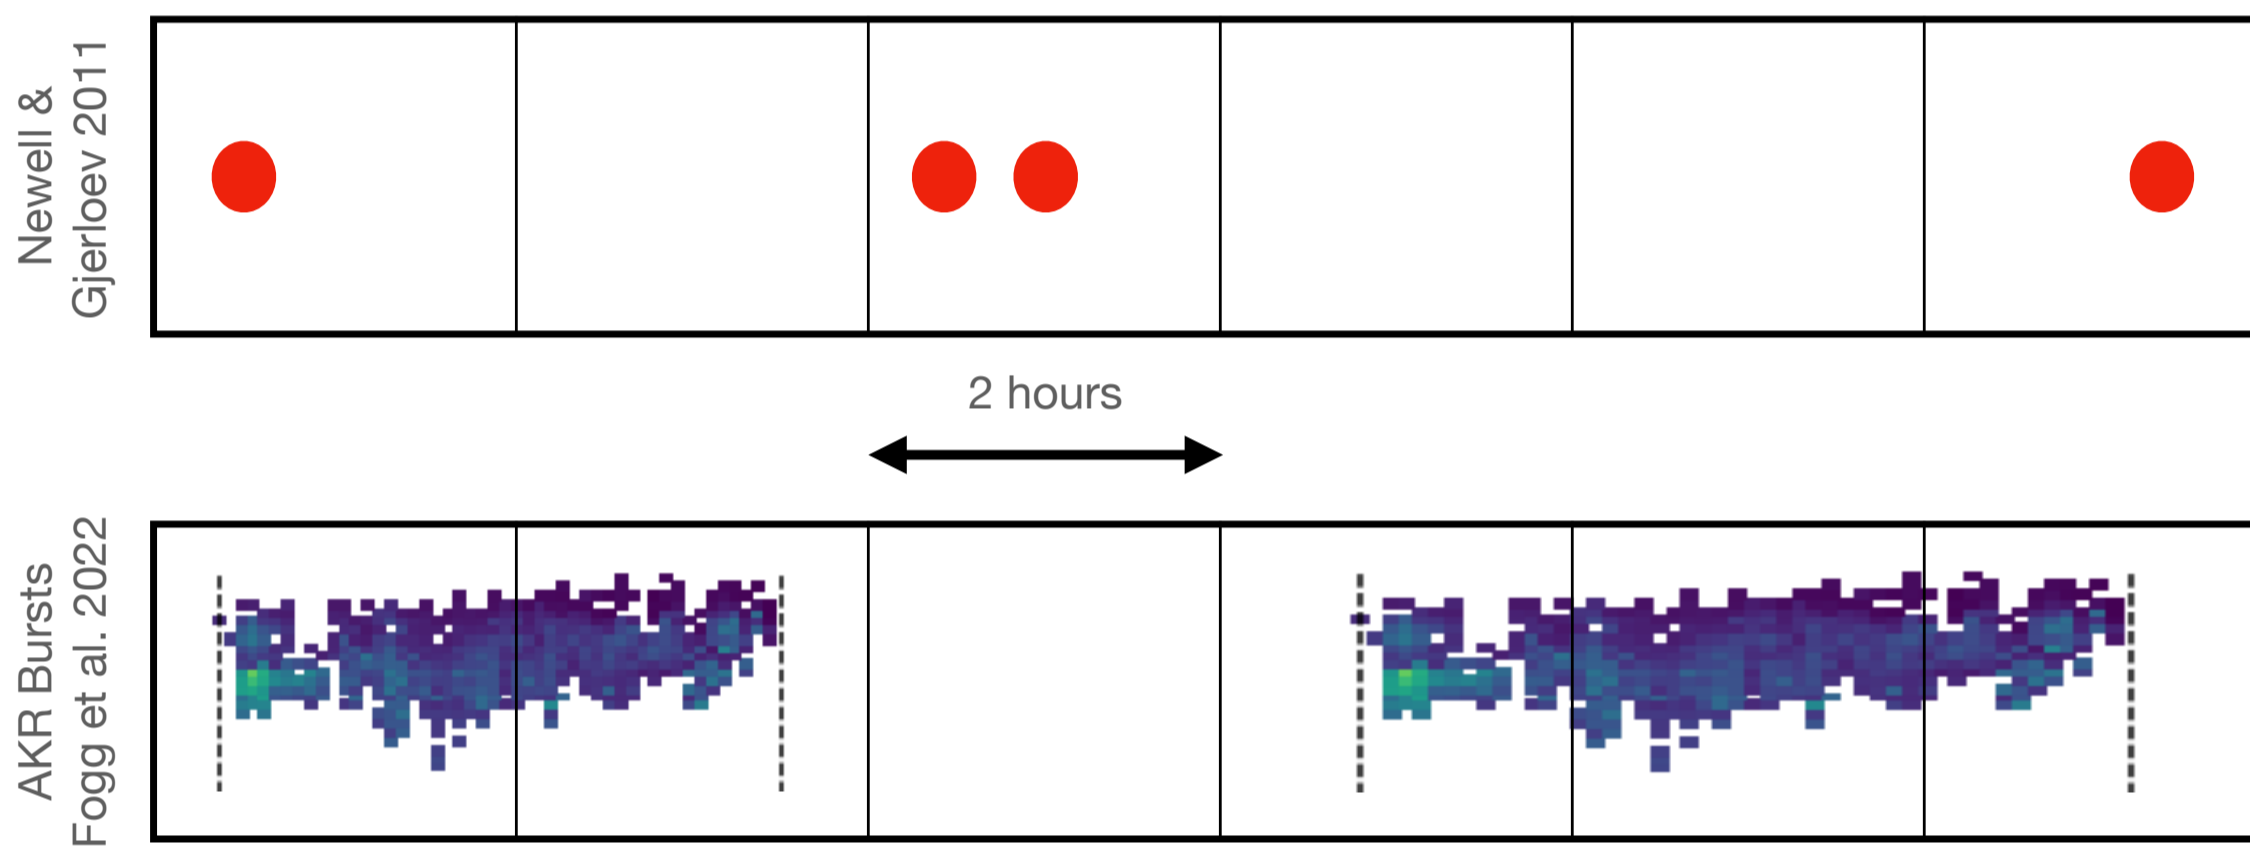 Newell &
Gjerloev 2011
2 hours
AKR Bursts
Fogg et al. 2022